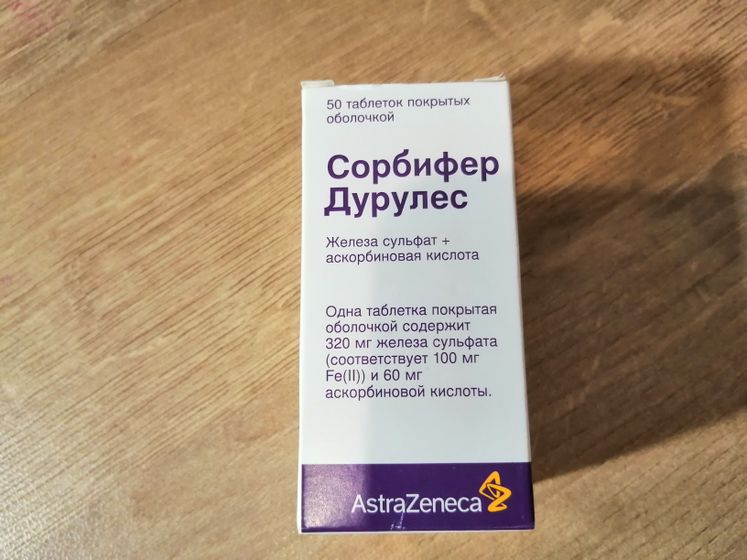 50 таблеток покрытых
оболочкой
Сорбифер
Дурулес
Железа сульфат +
аскорбиновая кислота
Одна таблетка покрытая
оболочкой содержит
320 мг железа сульфата
(соответствует 100 мг
Fe(II)) и 60 мг
аскорбиновой кислоты.
AstraZeneca